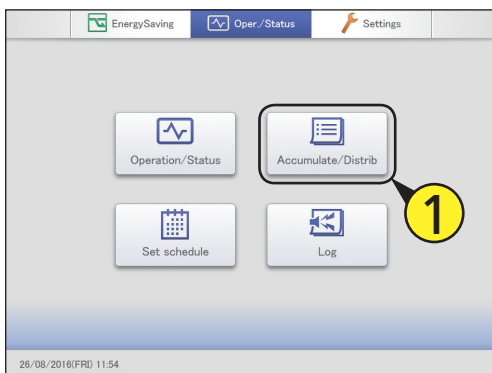 EnergySaving Oper./Status Settings
Operation/Status Accumulate/Distrib
1
Set schedule Log
26/08/2016(FRI) 11:54